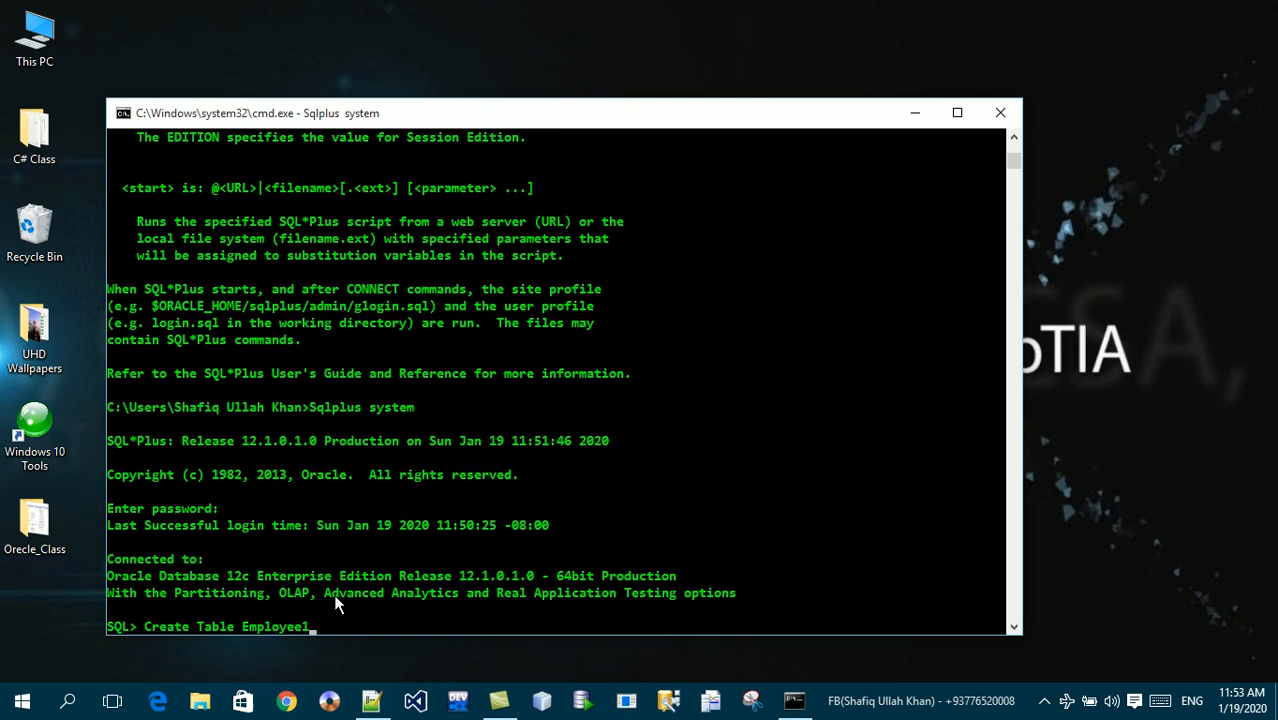 This PC
C# Class
Recycle Bin
UHD
Wallpapers
Windows 10
Tools
Orecle_Class
C:\Windows\system32\cmd.exe - Sqlplus system
The EDITION specifies the value for Session Edition.
<start> is: @<URL>|<filename>[.<ext>] [<parameter> ...]
Runs the specified SQL*Plus script from a web server (URL) or the
local file system (filename.ext) with specified parameters that
will be assigned to substitution variables in the script.
When SQL*Plus starts, and after CONNECT commands, the site profile
(e.g. $ORACLE_HOME/sqlplus/admin/glogin.sql) and the user profile
(e.g. login.sql in the working directory) are run.  The files may
contain SQL*Plus commands.
Refer to the SQL*Plus User's Guide and Reference for more information.
C:\Users\Shafiq Ullah Khan>Sqlplus system
SQL*Plus: Release 12.1.0.1.0 Production on Sun Jan 19 11:51:46 2020
Copyright (c) 1982, 2013, Oracle.  All rights reserved.
Enter password:
Last Successful login time: Sun Jan 19 2020 11:50:25 -08:00
Connected to:
Oracle Database 12c Enterprise Edition Release 12.1.0.1.0 - 64bit Production
With the Partitioning, OLAP, Advanced Analytics and Real Application Testing options
SQL> Create Table Employee1_
oTIA
SA,
DEV
FB(Shafiq Ullah Khan) - +93776520008
ENG
11:53 AM
1/19/2020